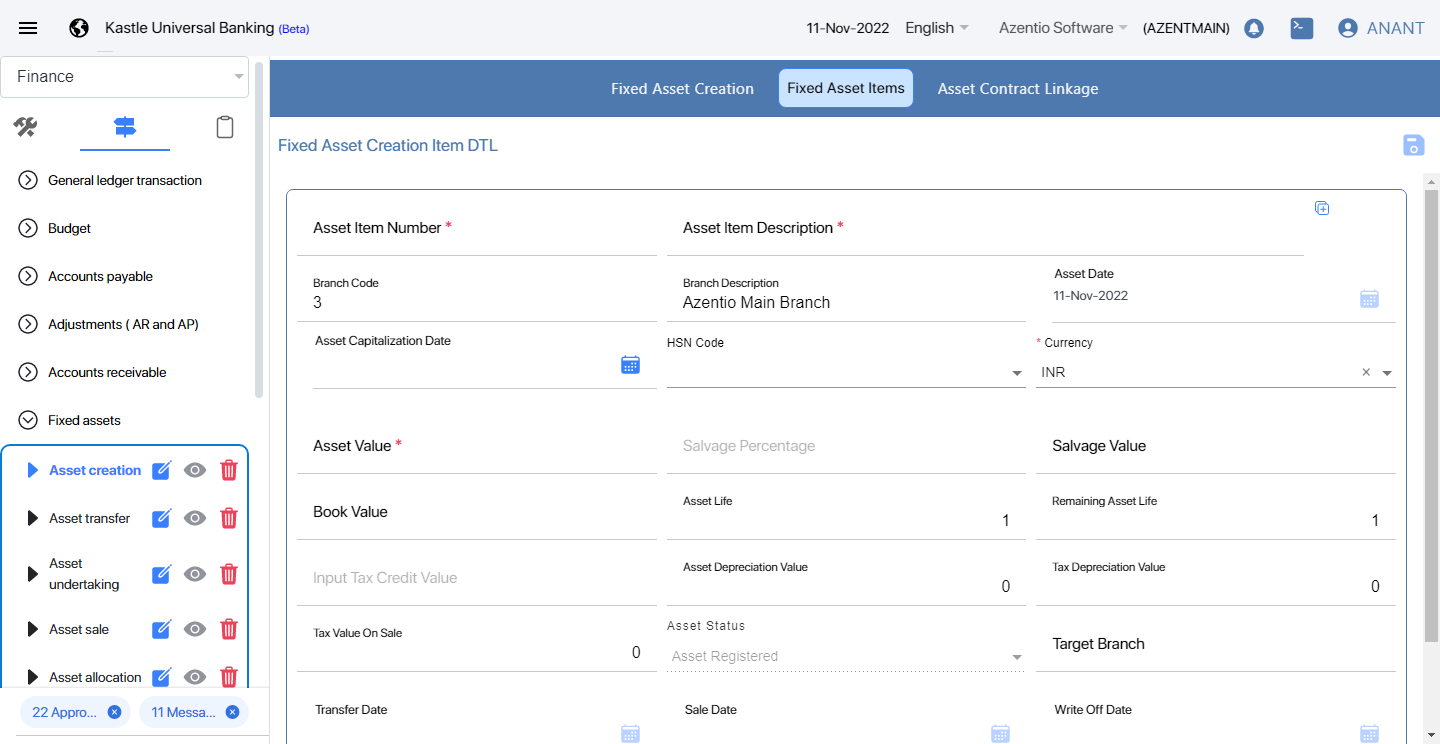 Kastle Universal Banking (Beta)
11-Nov-2022 English Azentio Software (AZENTMAIN) ANANT
Finance
Fixed Asset Creation Fixed Asset Items Asset Contract Linkage
Fixed Asset Creation Item DTL
General ledger transaction
Budget
Accounts payable
Adjustments ( AR and AP)
Accounts receivable
Fixed assets
Asset creation
Asset transfer
Asset
undertaking
Asset sale
Asset allocation
22 Appro... 11 Messa...
Asset Item Number * Asset Item Description *
Branch Code Branch Description Asset Date
3 Azentio Main Branch 11-Nov-2022
Asset Capitalization Date HSN Code * Currency
INR ×
Asset Value * Salvage Percentage Salvage Value
Book Value Asset Life Remaining Asset Life
1 1
Input Tax Credit Value Asset Depreciation Value Tax Depreciation Value
0 0
Tax Value On Sale Asset Status Target Branch
0 Asset Registered
Transfer Date Sale Date Write Off Date